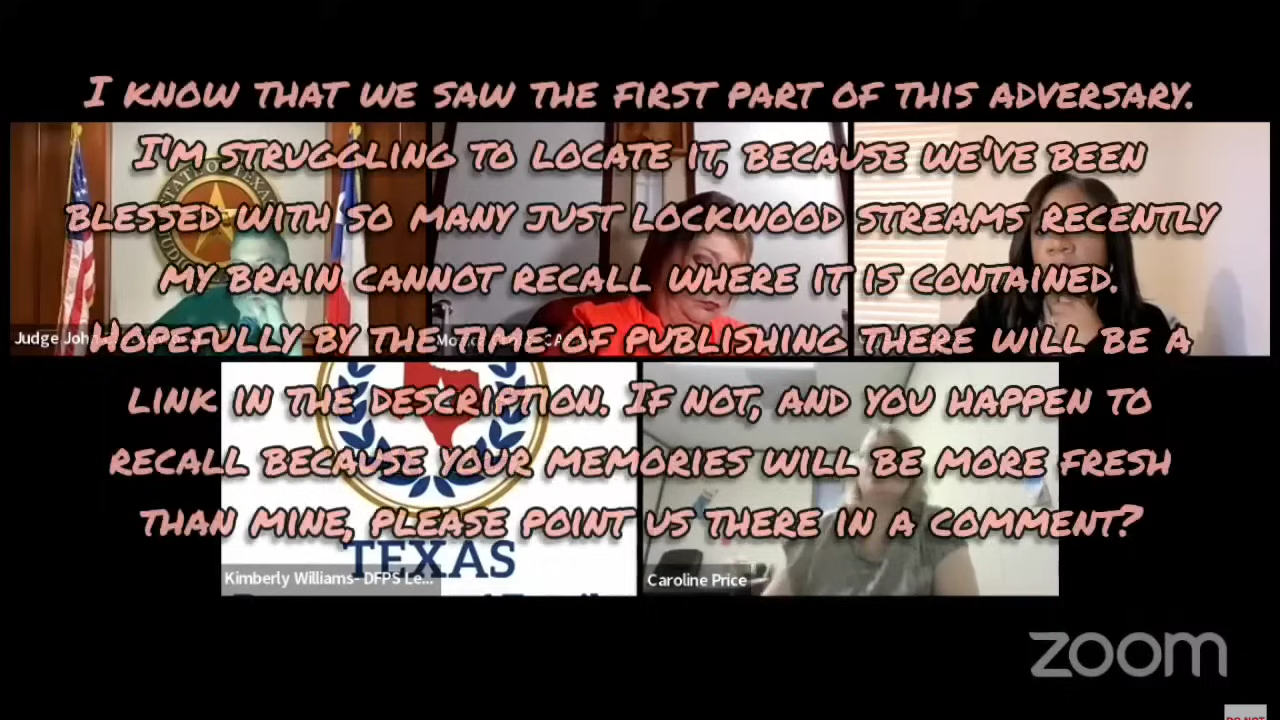 I KNOW THAT WE SAW THE FIRST PART OF THIS ADVERSARY.
I'M STRUGGLING TO LOCATE IT, BECAUSE WE'VE BEEN
BLESSED WITH SO MANY JUST LOCKWOOD STREAMS RECENTLY
MY BRAIN CANNOT RECALL WHERE IT IS CONTAINED.
HOPEFULLY BY THE TIME OF PUBLISHING THERE WILL BE A
LINK IN THE DESCRIPTION. IF NOT, AND YOU HAPPEN TO
RECALL BECAUSE YOUR MEMORIES WILL BE MORE FRESH
THAN MINE, PLEASE POINT US THERE IN A COMMENT?
STATE OF TEXAS
Judge
TEXAS
Kimberly Williams- DFPS Le...
Caroline Price
zoom